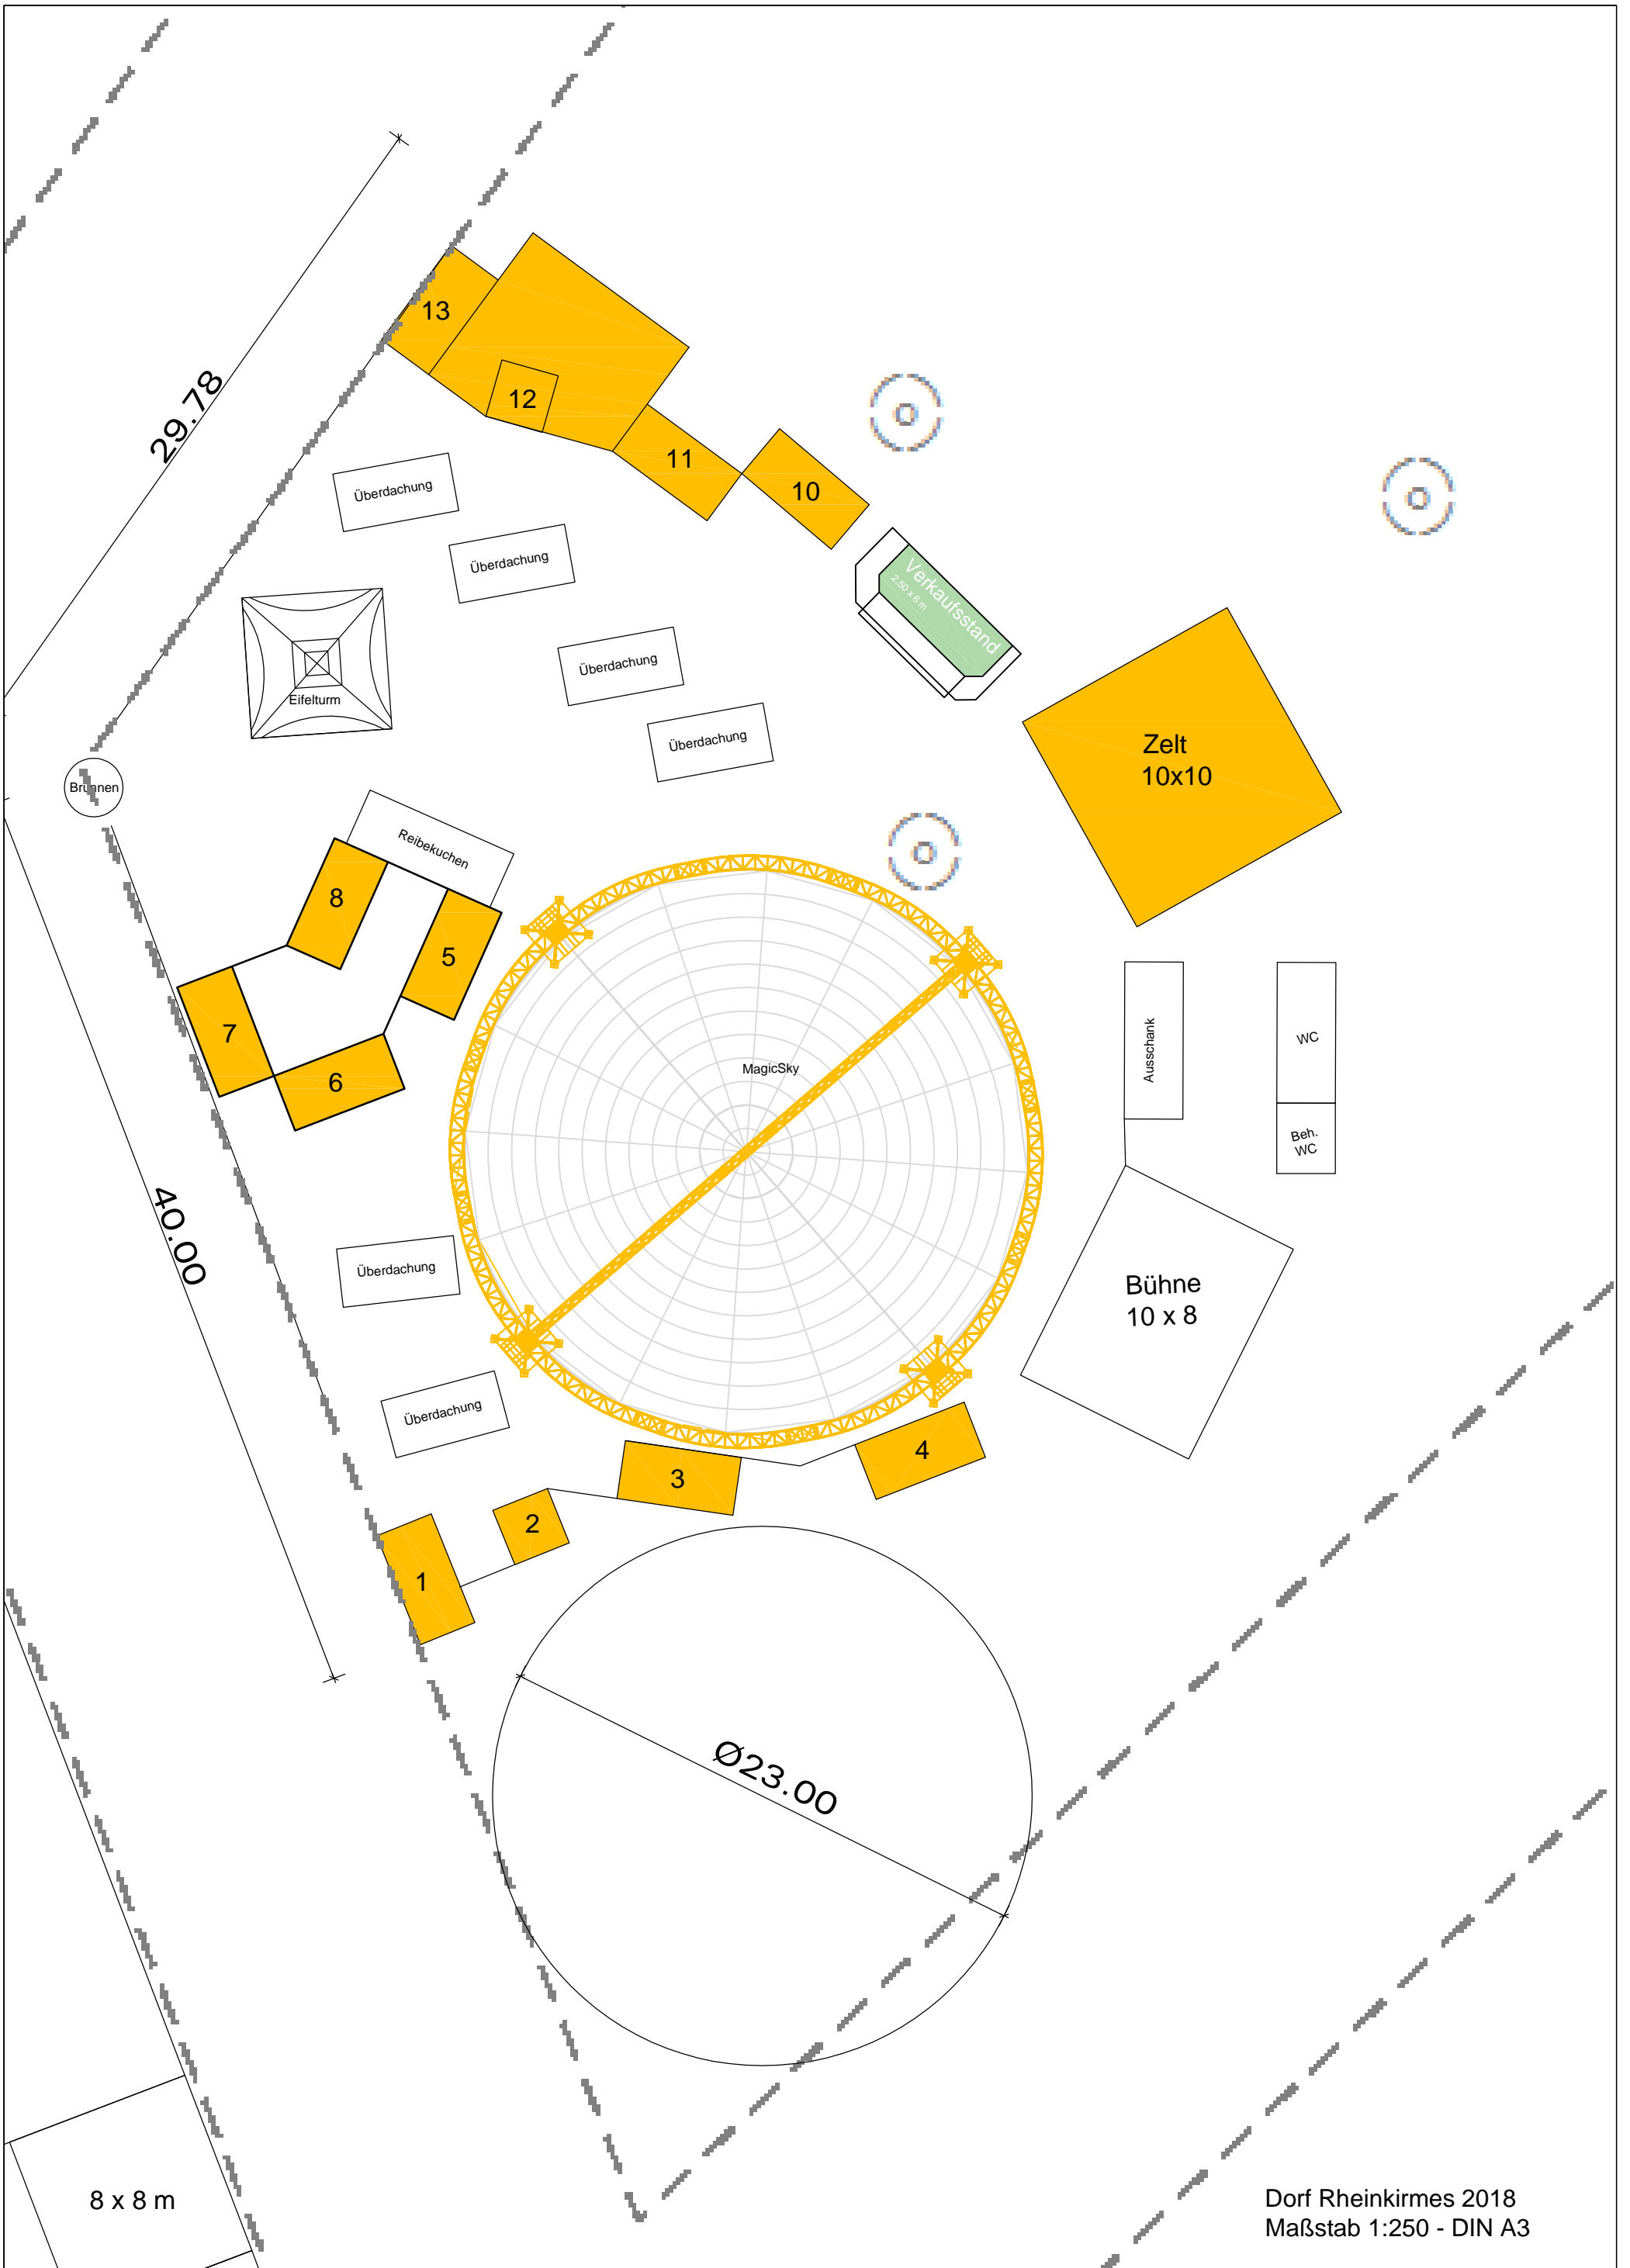 29.78
13
12
11
10
Überdachung
Überdachung
Verkaufsstand
2,50 x 6 m
Überdachung
Eifelturm
Überdachung
Zelt
10x10
Brunnen
Reibekuchen
8
5
7
6
MagicSky
Ausschank
WC
Beh.
WC
40.00
Überdachung
Bühne
10 x 8
Überdachung
4
3
2
1
Ø23.00
8 x 8 m
Dorf Rheinkirmes 2018
Maßstab 1:250 - DIN A3